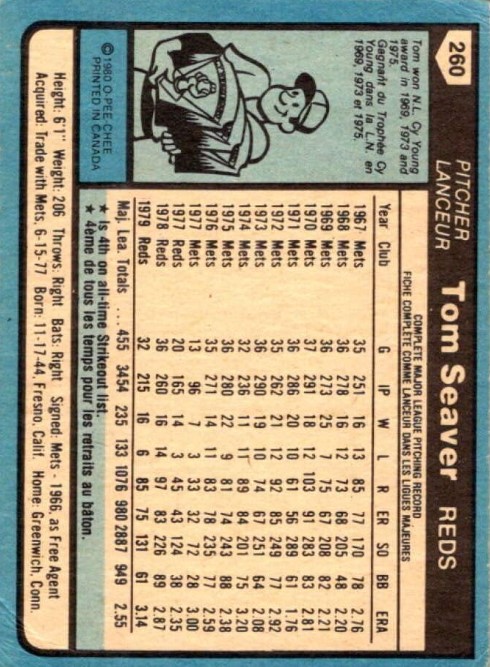 260
PITCHER
LANCEUR
Tom Seaver REDS
Tom won N.L. Cy Young
award in 1969, 1973 and
1975.
Gagnant du Trophée Cy
Young dans la L.N. en
1969, 1973 et 1975.
© 1980 O-PEE-CHEE
PRINTED IN CANADA
COMPLETE MAJOR LEAGUE PITCHING RECORD
FICHE COMPLETE COMME LANCEUR DANS LES LIGUES MAJEURES
Year Club G IP W L R ER SO BB ERA
1967 Mets 35 251 16 13 85 77 170 78 2.76
1968 Mets 36 278 16 12 73 68 205 48 2.20
1969 Mets 36 273 25 7 75 67 208 82 2.21
1970 Mets 37 291 18 12 103 91 283 83 2.81
1971 Mets 36 286 20 10 61 56 289 61 1.76
1972 Mets 35 262 21 12 92 85 249 77 2.92
1973 Mets 36 290 19 10 74 67 251 64 2.08
1974 Mets 32 236 11 11 89 84 201 75 3.20
1975 Mets 36 280 22 9 81 74 243 88 2.38
1976 Mets 35 271 14 11 83 78 235 77 2.59
1977 Mets 13 96 7 3 33 32 72 28 3.00
1977 Reds 20 165 14 3 45 43 124 38 2.35
1978 Reds 36 260 16 14 97 83 226 89 2.87
1979 Reds 32 215 16 6 85 75 131 61 3.14
Maj. Lea. Totals . . . 455 3454 235 133 1076 980 2887 949 2.55
★ Is 4th on all-time Strikeout list.
★ 4ème de tous les temps pour les retraits au bâton.
Height: 6'1" Weight: 206 Throws: Right Bats: Right Signed: Mets - 1966, as Free Agent
Acquired: Trade with Mets, 6-15-77 Born: 11-17-44, Fresno, Calif. Home: Greenwich, Conn.